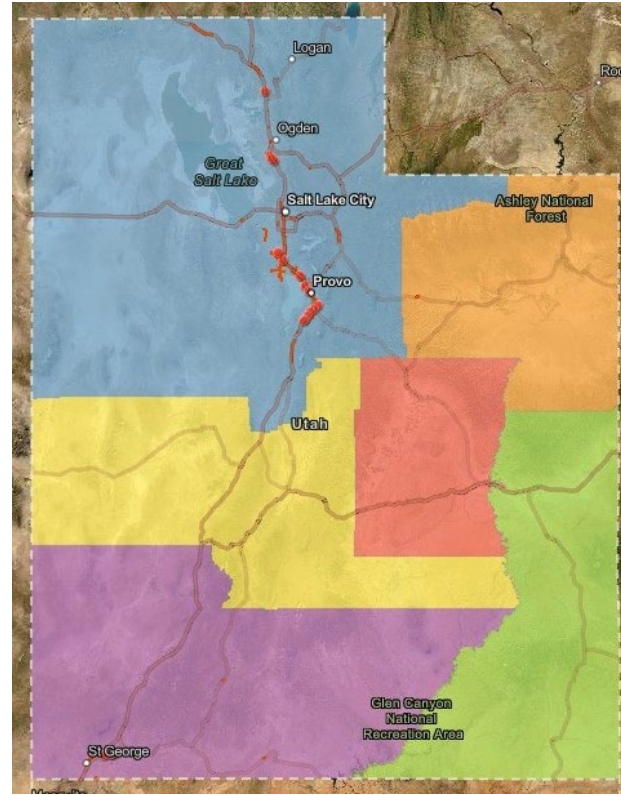 Logan
Ogden
Great
Salt Lake
Salt Lake City
Ashley National
Forest
Provo
Utah
Glen Canyon
National
Recreation Area
St George